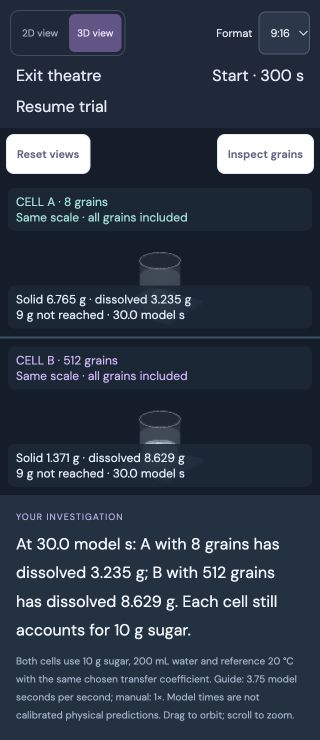 2D view 3D view Format 9:16
Exit theatre Start · 300 s
Resume trial
Reset views Inspect grains
CELL A · 8 grains
Same scale · all grains included
Solid 6.765 g · dissolved 3.235 g
9 g not reached · 30.0 model s
CELL B · 512 grains
Same scale · all grains included
Solid 1.371 g · dissolved 8.629 g
9 g not reached · 30.0 model s
YOUR INVESTIGATION
At 30.0 model s: A with 8 grains has
dissolved 3.235 g; B with 512 grains
has dissolved 8.629 g. Each cell still
accounts for 10 g sugar.
Both cells use 10 g sugar, 200 mL water and reference 20 °C
with the same chosen transfer coefficient. Guide: 3.75 model
seconds per second; manual: 1×. Model times are not
calibrated physical predictions. Drag to orbit; scroll to zoom.